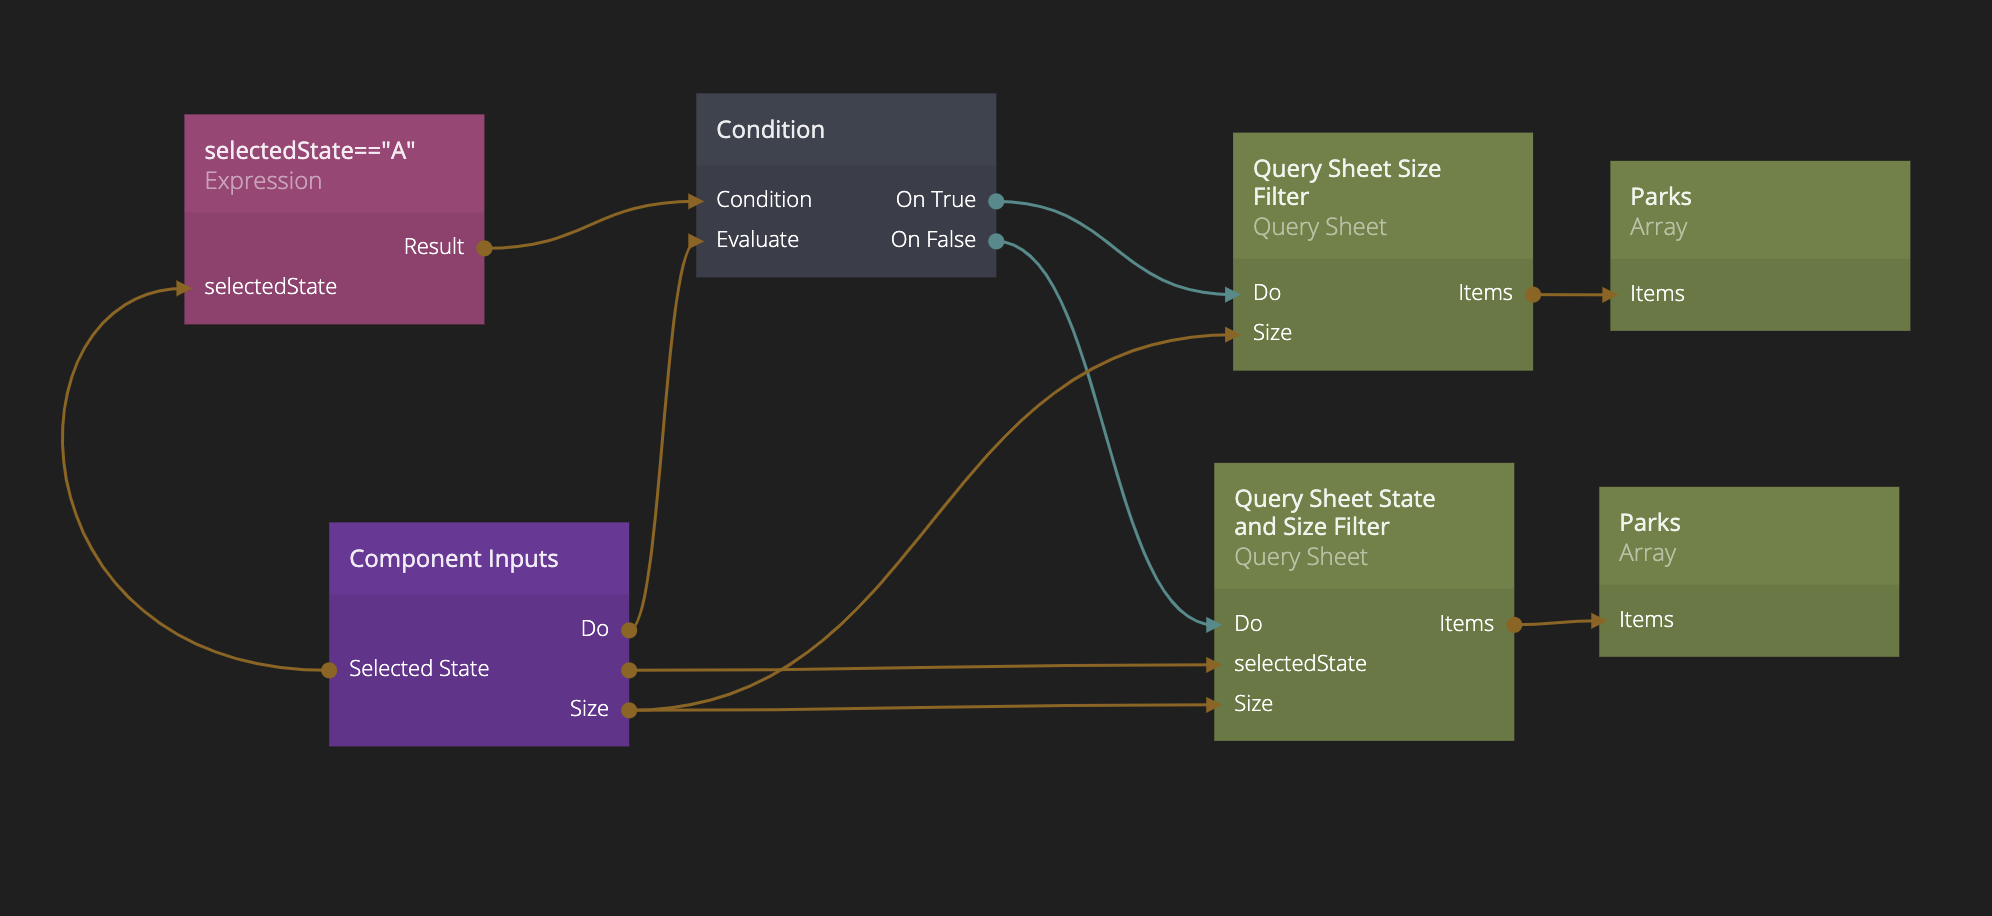 selectedState=="A"
Expression
Result
selectedState
Condition
Condition
On True
Evaluate
On False
Query Sheet Size
Filter
Query Sheet
Do
Items
Size
Parks
Array
Items
Component Inputs
Do
Selected State
Size
Query Sheet State
and Size Filter
Query Sheet
Do
Items
selectedState
Size
Parks
Array
Items